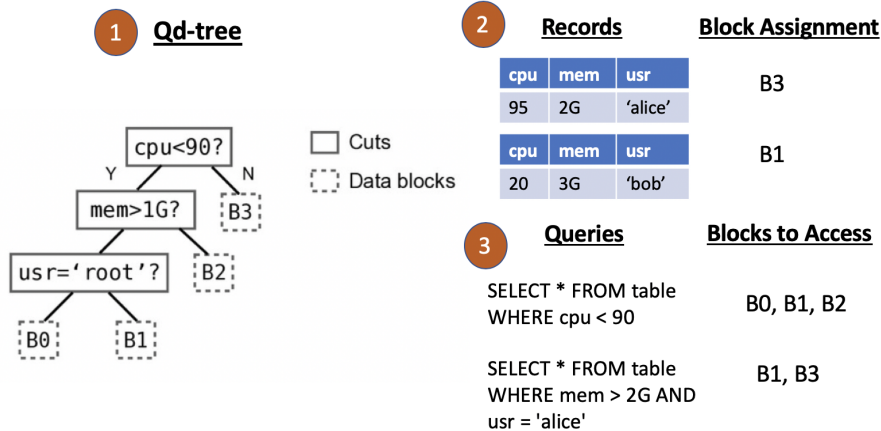 1 Qd-tree
cpu<90?
Y N
mem>1G? B3
usr=‘root’? B2
B0 B1
Cuts
Data blocks
2 Records Block Assignment
cpu mem usr
95 2G ‘alice’
B3
cpu mem usr
20 3G ‘bob’
B1
3 Queries Blocks to Access
SELECT * FROM table
WHERE cpu < 90
B0, B1, B2
SELECT * FROM table
WHERE mem > 2G AND
usr = 'alice'
B1, B3